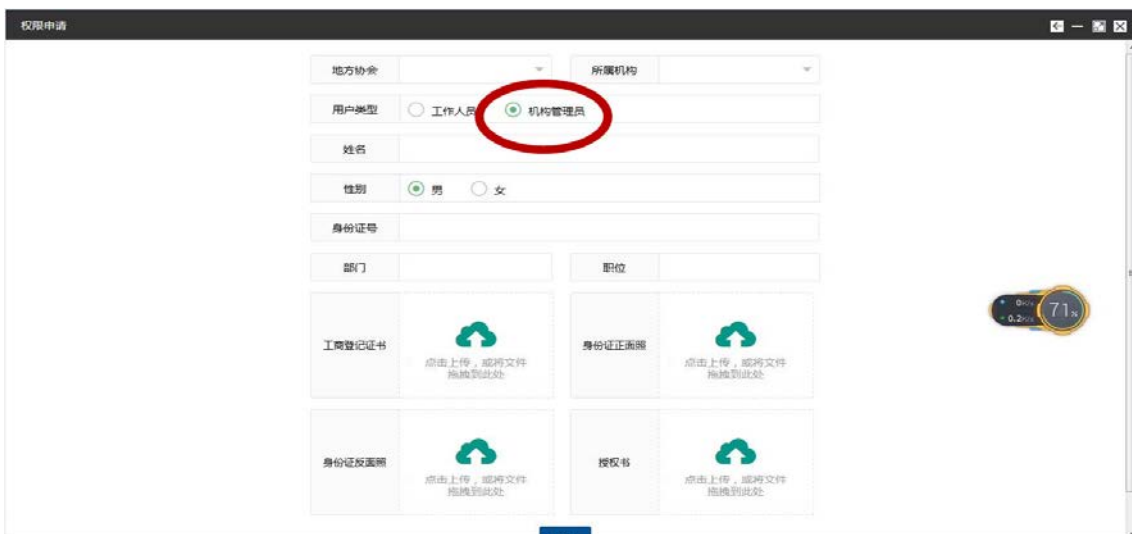 权限申请
地方协会 所属机构
用户类型 工作人员 机构管理员
姓名
性别 男 女
身份证号
部门 职位
工商登记证书 点击上传，或将文件
拖拽到此处
身份证正面照 点击上传，或将文件
拖拽到此处
身份证反面照 点击上传，或将文件
拖拽到此处
授权书 点击上传，或将文件
拖拽到此处
0K/s
0.2K/s
71%